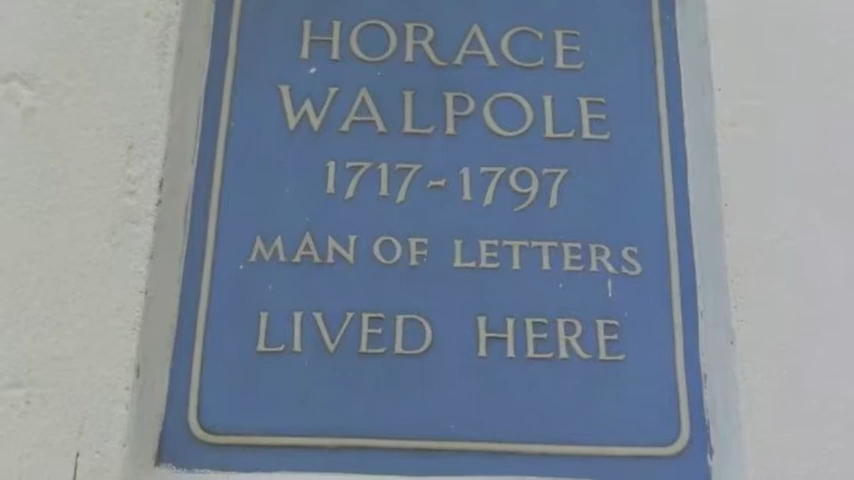 HORACE
WALPOLE
1717-1797
MAN OF LETTERS
LIVED HERE